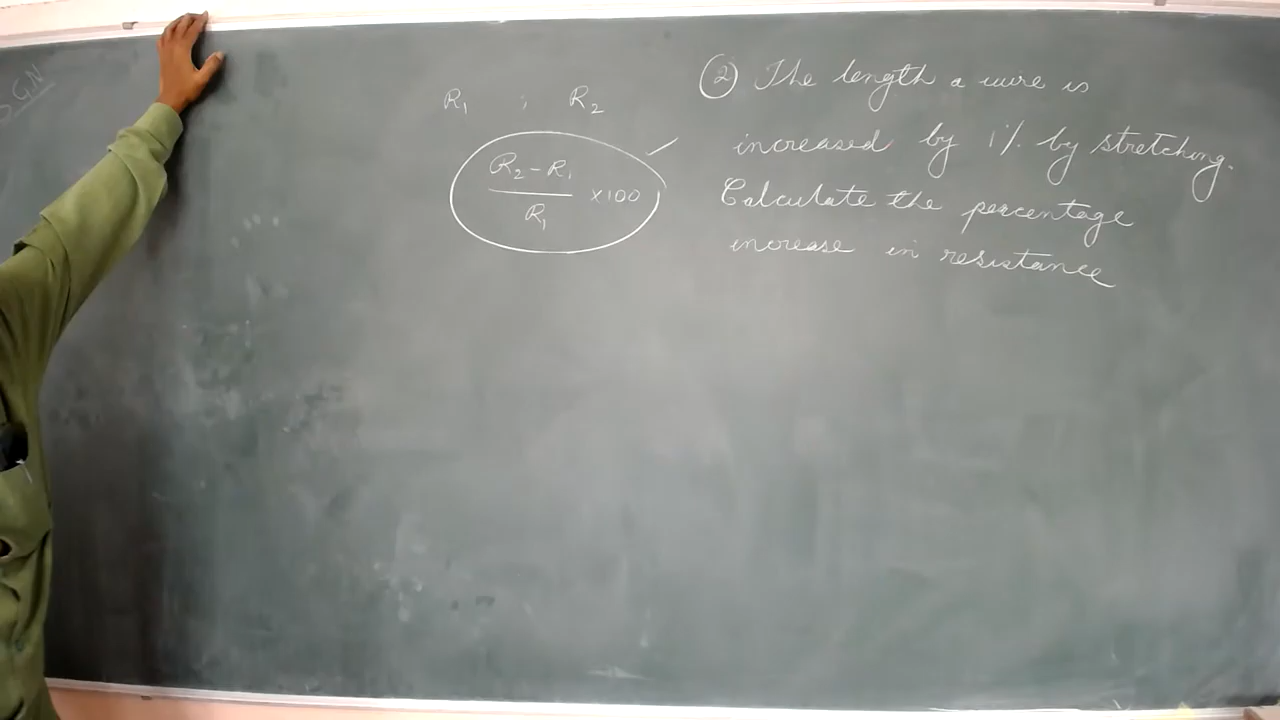 S.G.N
R₁ ; R₂
R₂ - R₁
R₁
×100
② The length a wire is
increased by 1% by stretching.
Calculate the percentage
increase in resistance